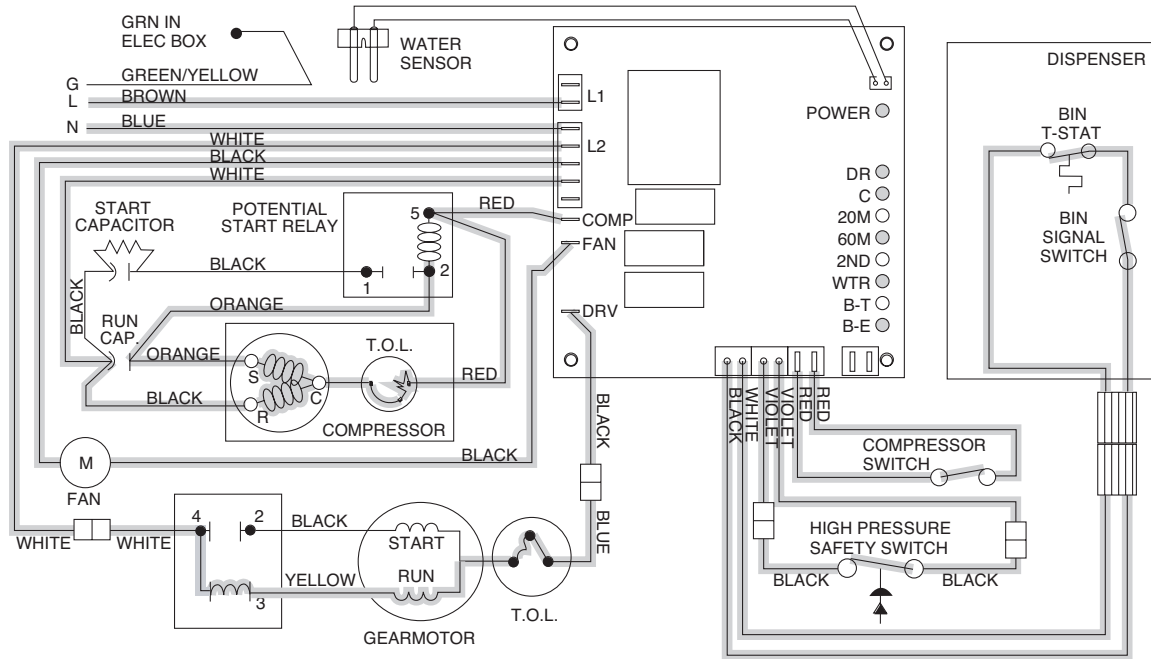 GRN IN
ELEC BOX
WATER
SENSOR
DISPENSER
G
GREEN/YELLOW
L
BROWN
L1
N
BLUE
WHITE
L2
BLACK
WHITE
POWER
BIN
T-STAT
DR
C
20M
60M
2ND
WTR
B-T
B-E
BIN
SIGNAL
SWITCH
START
CAPACITOR
POTENTIAL
START RELAY
5
RED
COMP
FAN
BLACK
1
2
ORANGE
DRV
BLACK
RUN
CAP.
ORANGE
S
T.O.L.
C
RED
BLACK
R
COMPRESSOR
BLACK
WHITE
VIOLET
VIOLET
RED
RED
BLACK
M
FAN
BLACK
COMPRESSOR
SWITCH
4
2
BLACK
START
BLUE
HIGH PRESSURE
SAFETY SWITCH
WHITE
WHITE
YELLOW
RUN
3
BLACK
BLACK
T.O.L.
GEARMOTOR